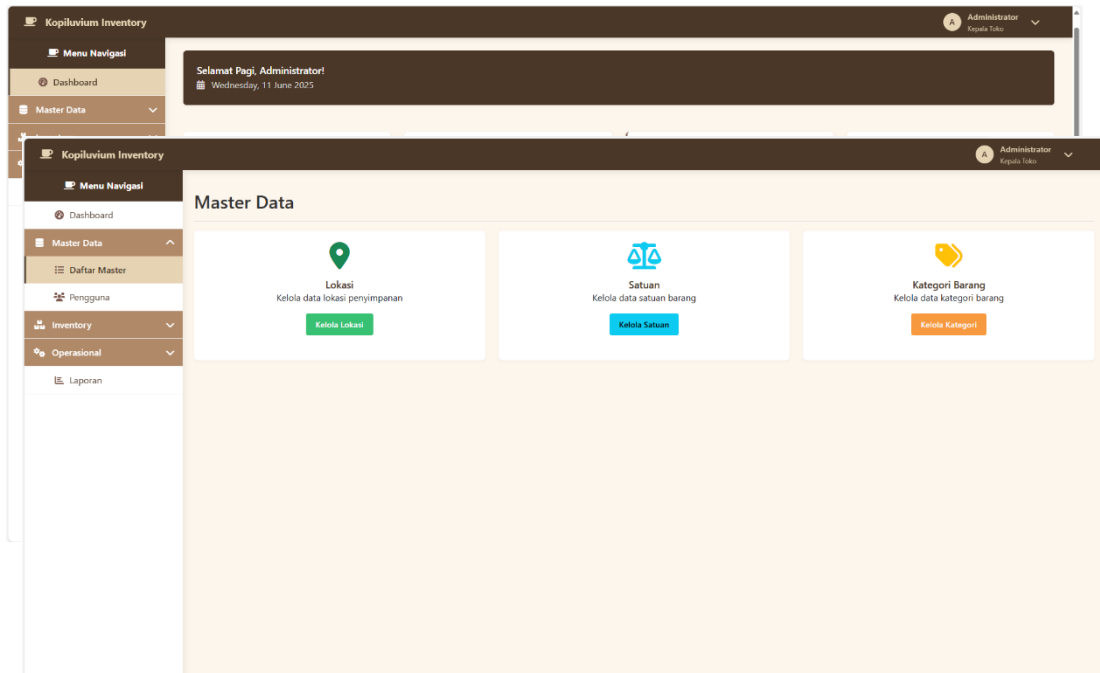 Kopiluvium Inventory
A
Administrator
Kepala Toko
Menu Navigasi
Dashboard
Master Data
Selamat Pagi, Administrator!
Wednesday, 11 June 2025
Kopiluvium Inventory
A
Administrator
Kepala Toko
Menu Navigasi
Dashboard
Master Data
Daftar Master
Pengguna
Inventory
Operasional
Laporan
Master Data
Lokasi
Kelola data lokasi penyimpanan
Kelola Lokasi
Satuan
Kelola data satuan barang
Kelola Satuan
Kategori Barang
Kelola data kategori barang
Kelola Kategori